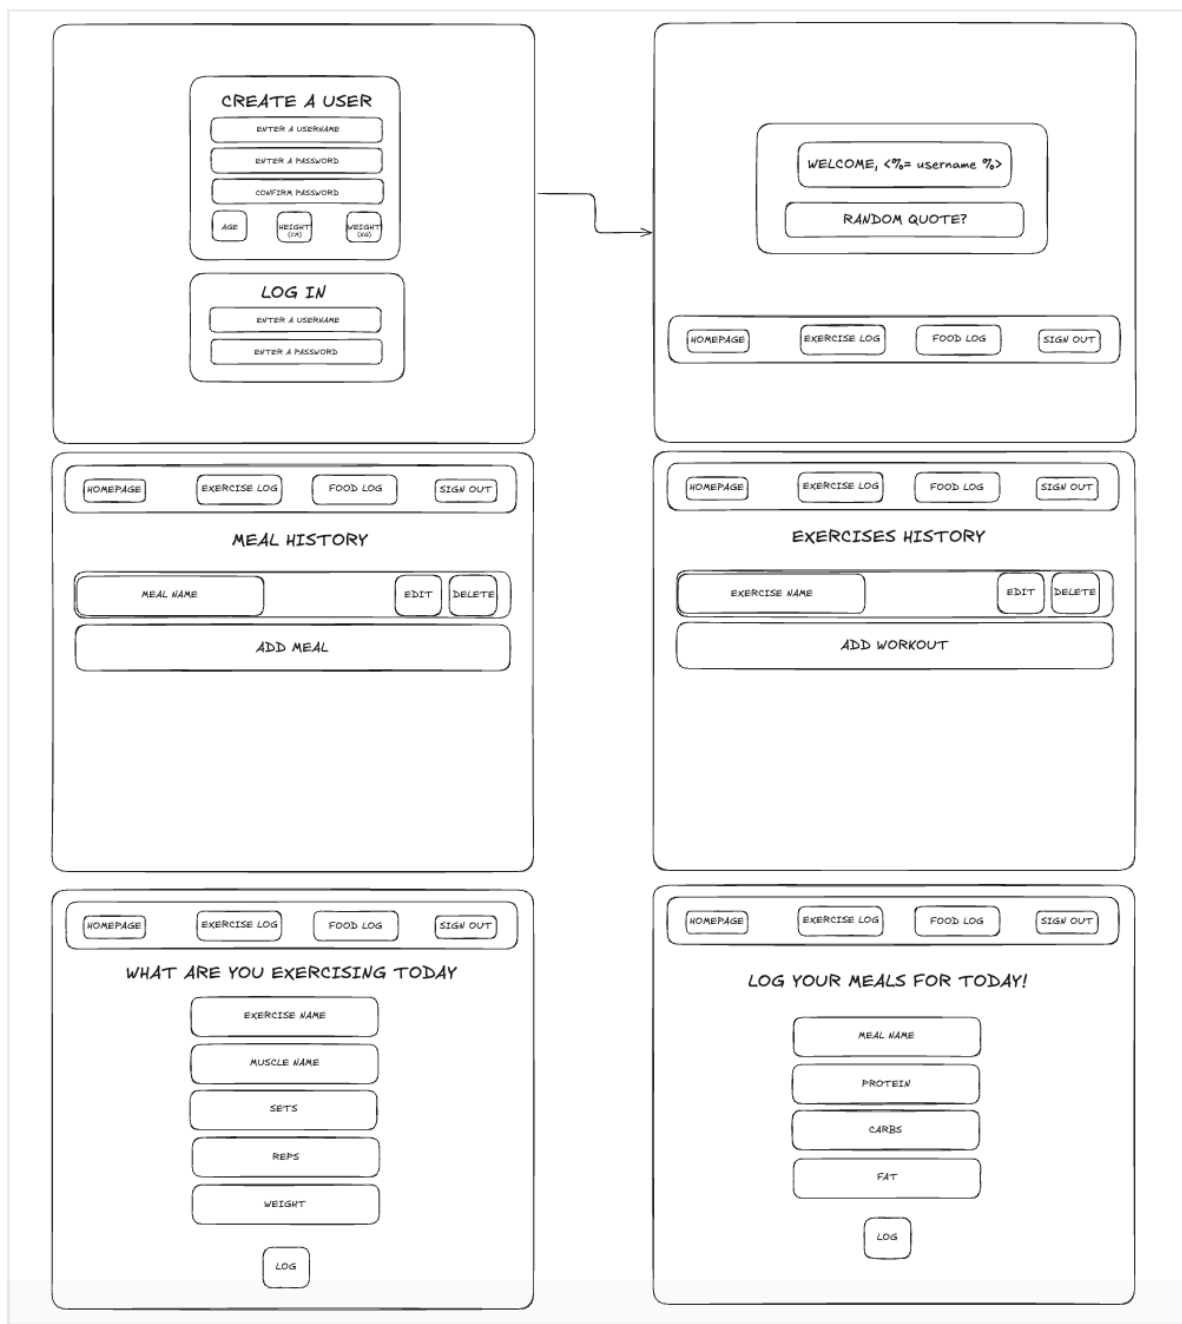 CREATE A USER
ENTER A USERNAME
ENTER A PASSWORD
CONFIRM PASSWORD
AGE
HEIGHT
(CM)
WEIGHT
(KG)
LOG IN
ENTER A USERNAME
ENTER A PASSWORD
WELCOME, <%= username %>
RANDOM QUOTE?
HOMEPAGE
EXERCISE LOG
FOOD LOG
SIGN OUT
HOMEPAGE
EXERCISE LOG
FOOD LOG
SIGN OUT
MEAL HISTORY
MEAL NAME
EDIT
DELETE
ADD MEAL
HOMEPAGE
EXERCISE LOG
FOOD LOG
SIGN OUT
EXERCISES HISTORY
EXERCISE NAME
EDIT
DELETE
ADD WORKOUT
HOMEPAGE
EXERCISE LOG
FOOD LOG
SIGN OUT
WHAT ARE YOU EXERCISING TODAY
EXERCISE NAME
MUSCLE NAME
SETS
REPS
WEIGHT
LOG
HOMEPAGE
EXERCISE LOG
FOOD LOG
SIGN OUT
LOG YOUR MEALS FOR TODAY!
MEAL NAME
PROTEIN
CARBS
FAT
LOG